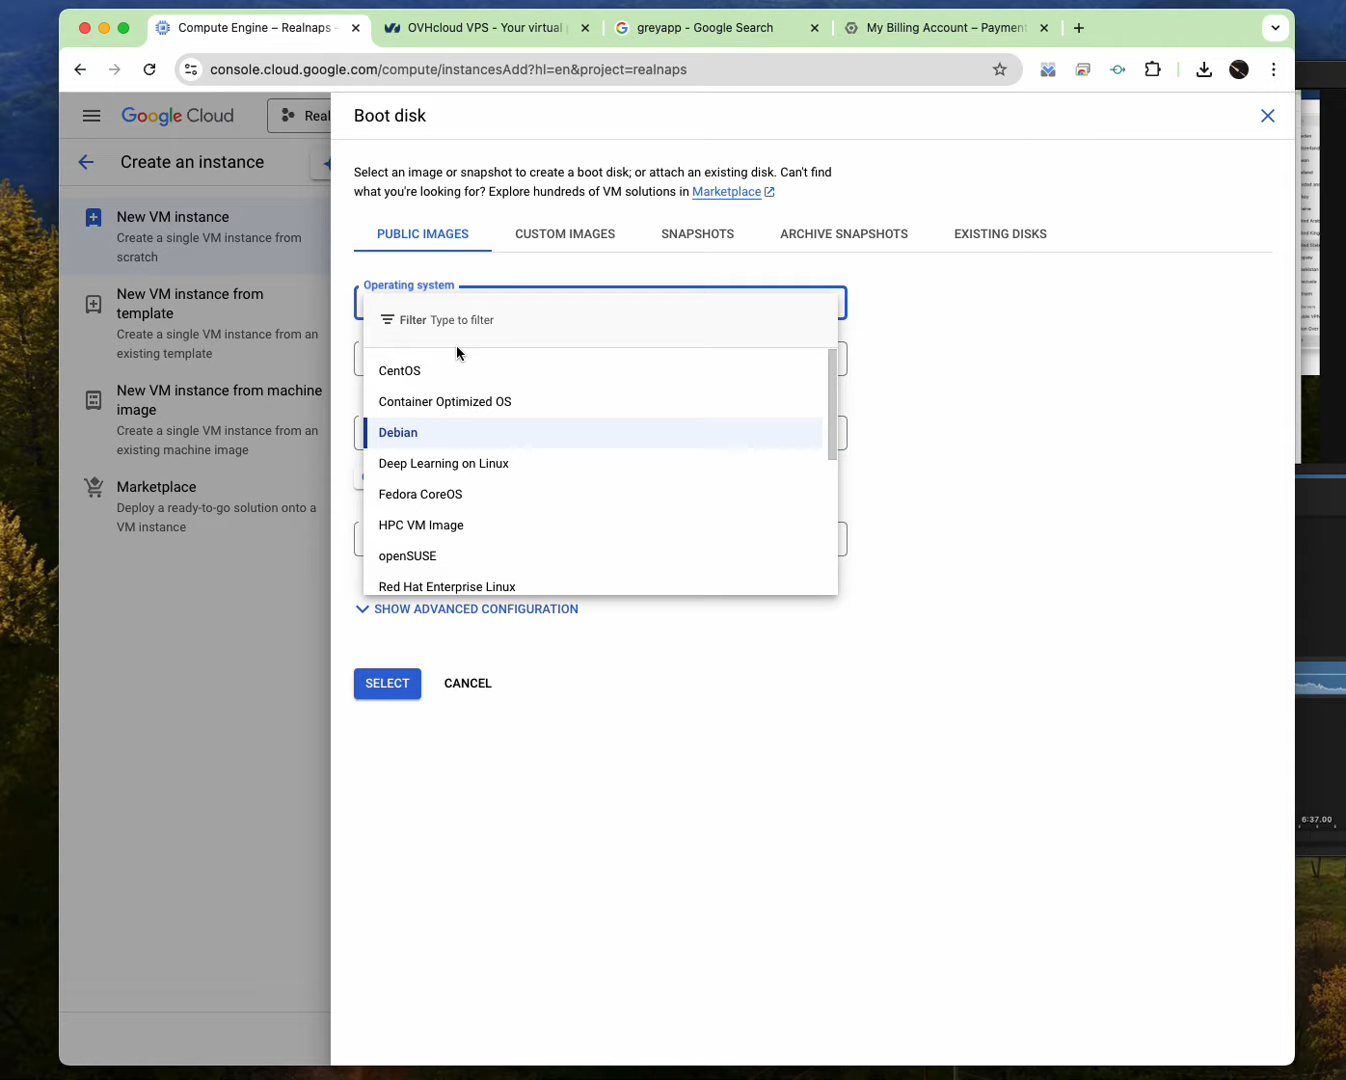 Compute Engine – Realnaps -
OVHcloud VPS - Your virtual
greyapp - Google Search
My Billing Account – Payment
console.cloud.google.com/compute/instancesAdd?hl=en&project=realnaps
Google Cloud
Real
Create an instance
New VM instance
Create a single VM instance from
scratch
New VM instance from
template
Create a single VM instance from an
existing template
New VM instance from machine
image
Create a single VM instance from an
existing machine image
Marketplace
Deploy a ready-to-go solution onto a
VM instance
Boot disk
Select an image or snapshot to create a boot disk; or attach an existing disk. Can't find
what you're looking for? Explore hundreds of VM solutions in Marketplace
PUBLIC IMAGES
CUSTOM IMAGES
SNAPSHOTS
ARCHIVE SNAPSHOTS
EXISTING DISKS
Operating system
Filter Type to filter
CentOS
Container Optimized OS
Debian
Deep Learning on Linux
Fedora CoreOS
HPC VM Image
openSUSE
Red Hat Enterprise Linux
SHOW ADVANCED CONFIGURATION
SELECT
CANCEL
6:37.00